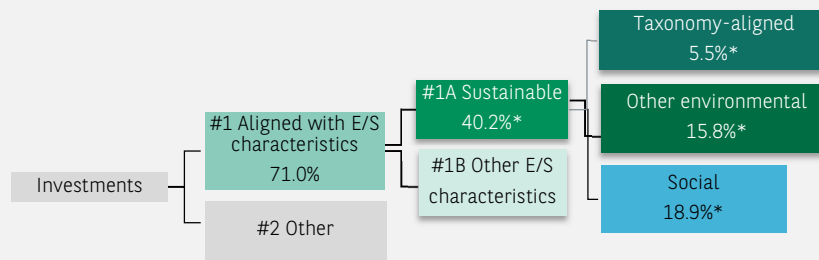 Investments
#1 Aligned with E/S
characteristics
71.0%
#2 Other
#1A Sustainable
40.2%*
#1B Other E/S
characteristics
Taxonomy-aligned
5.5%*
Other environmental
15.8%*
Social
18.9%*